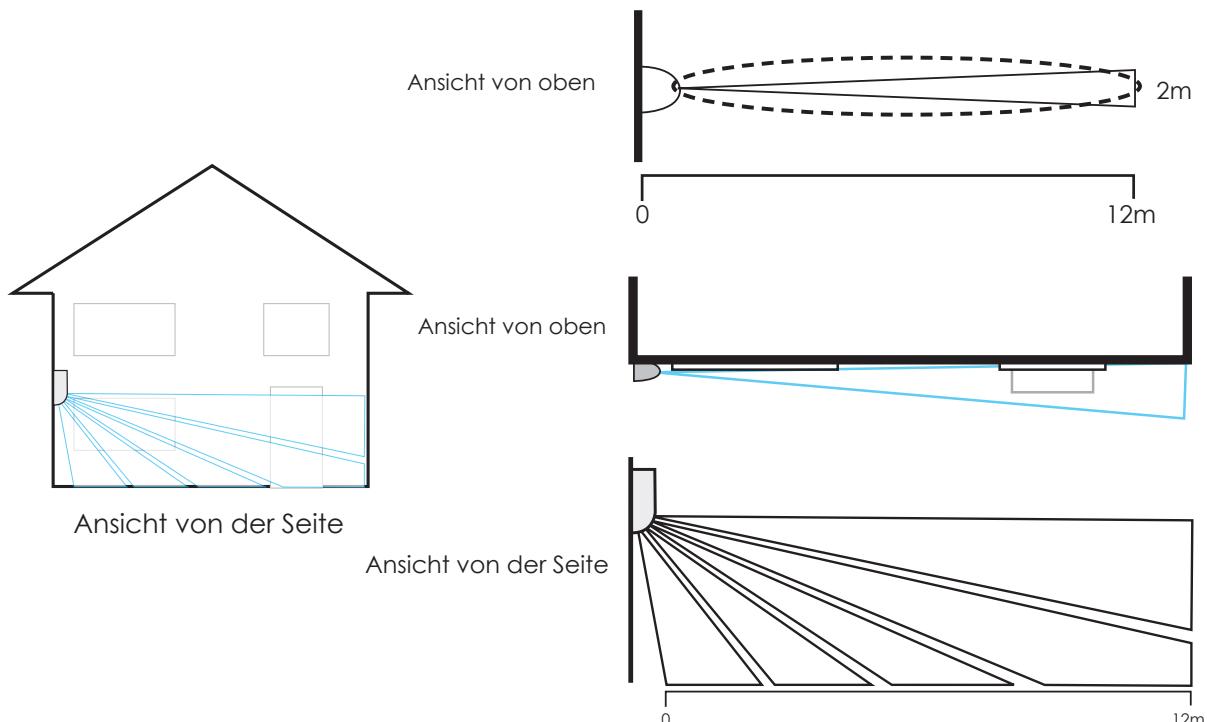 Ansicht von oben
2m
0 12m
Ansicht von oben
Ansicht von der Seite
Ansicht von der Seite
0 12m